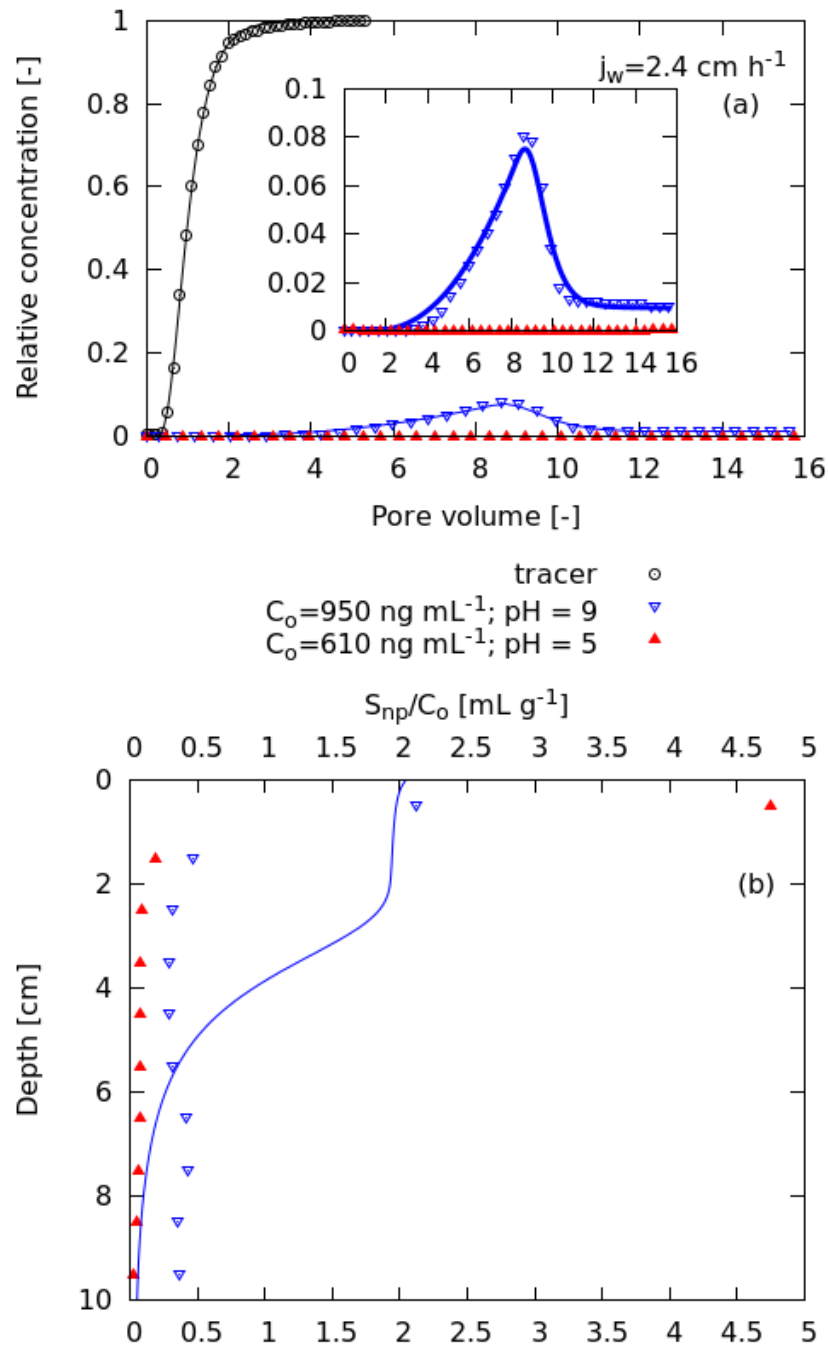 1
0.8
0.6
0.4
0.2
0
Relative concentration [-]
j_w=2.4 cm h^-1
(a)
0.1
0.08
0.06
0.04
0.02
0
0 2 4 6 8 10 12 14 16
0 2 4 6 8 10 12 14 16
Pore volume [-]
tracer
C_o=950 ng mL^-1; pH = 9
C_o=610 ng mL^-1; pH = 5
S_np/C_o [mL g^-1]
0 0.5 1 1.5 2 2.5 3 3.5 4 4.5 5
0
2
4
6
8
10
Depth [cm]
(b)
0 0.5 1 1.5 2 2.5 3 3.5 4 4.5 5